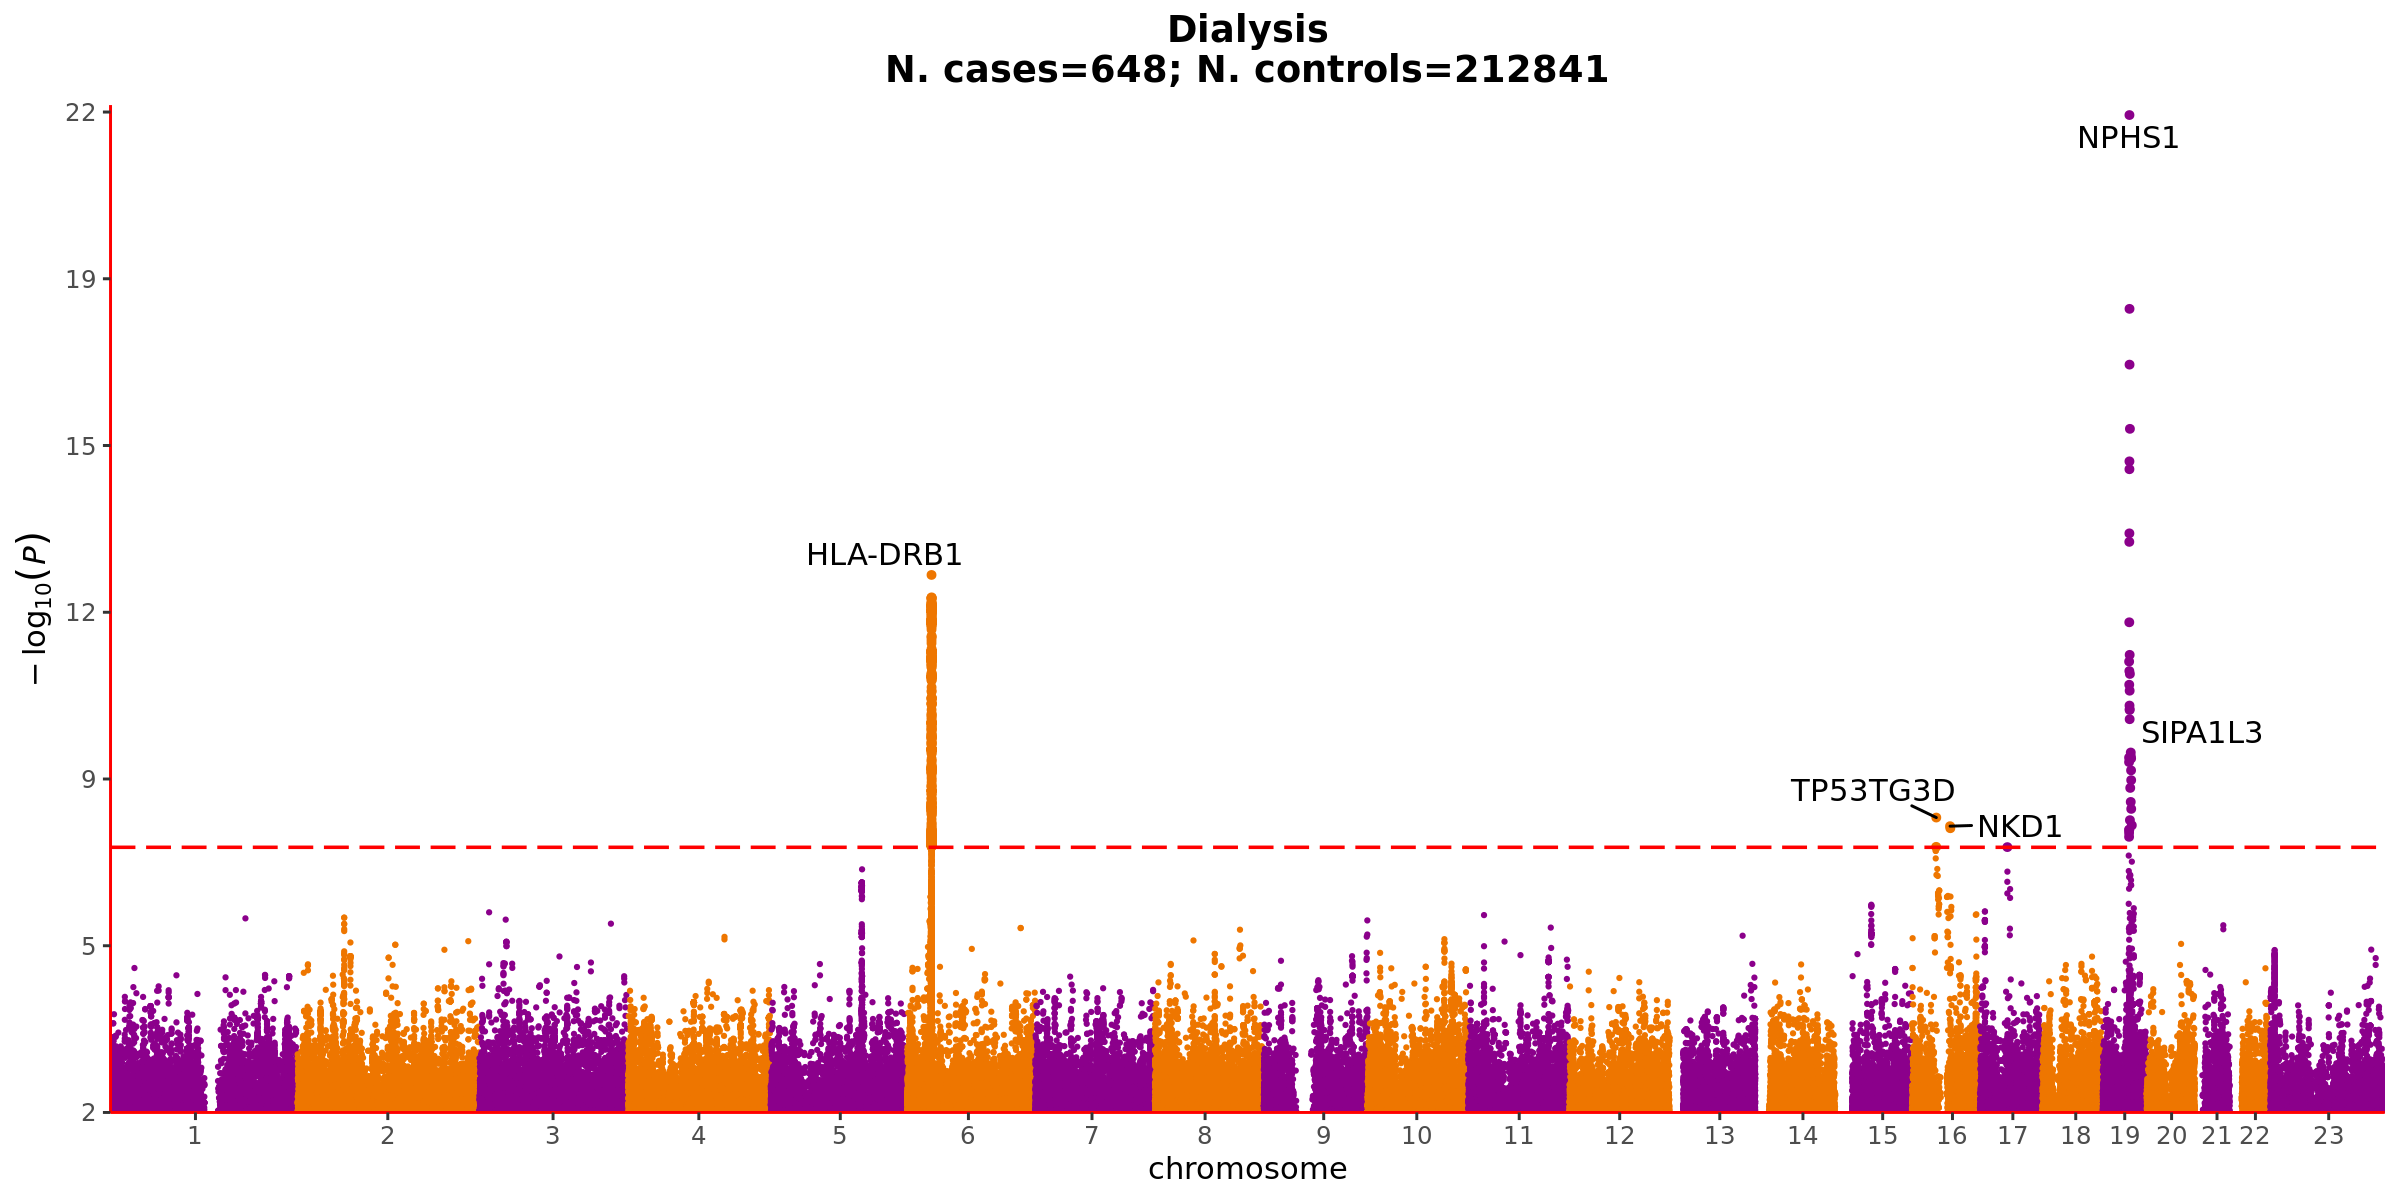 Dialysis
N. cases=648; N. controls=212841
22
NPHS1
19
15
HLA-DRB1
12
SIPA1L3
9
TP53TG3D
NKD1
5
2
−log10(P)
1 2 3 4 5 6 7 8 9 10 11 12 13 14 15 16 17 18 19 20 21 22 23
chromosome